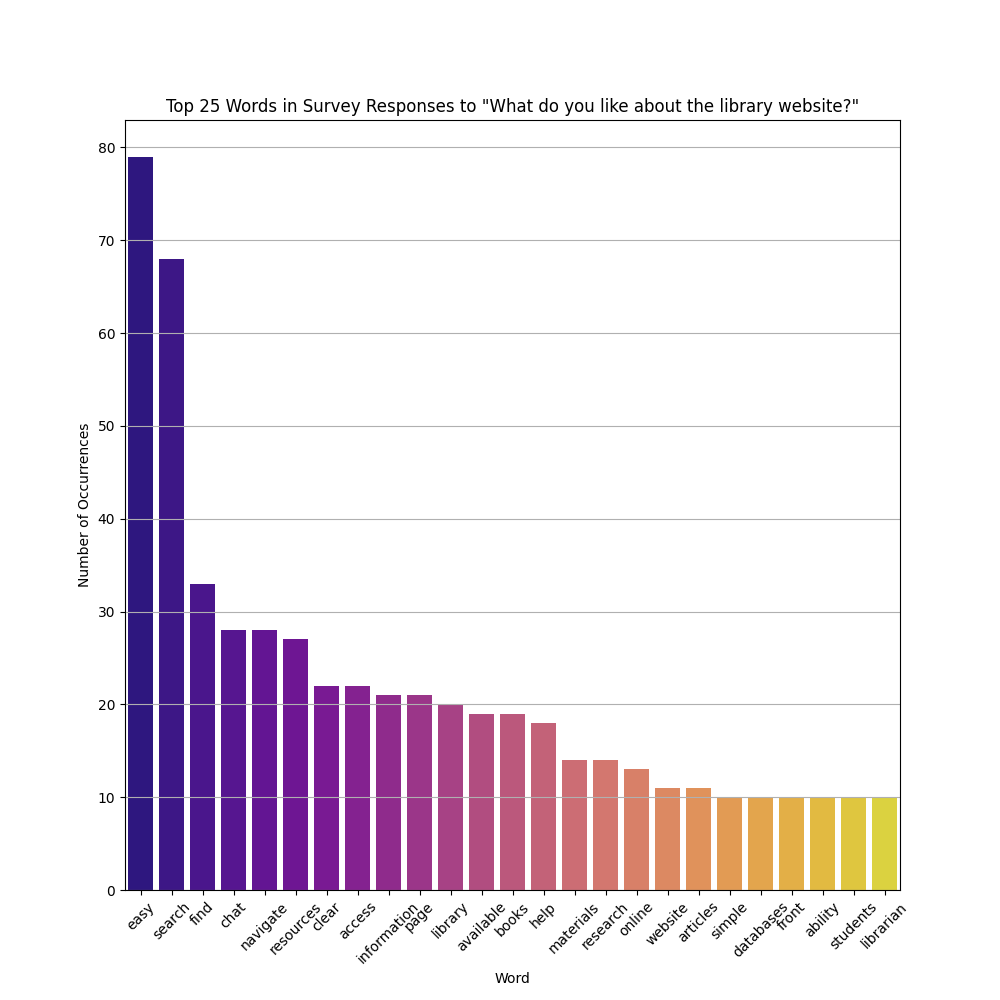 Top 25 Words in Survey Responses to "What do you like about the library website?"
80
70
60
50
40
30
20
10
0
Number of Occurrences
easy
search
find
chat
navigate
resources
clear
access
information
page
library
available
books
help
materials
research
online
website
articles
simple
databases
front
ability
students
librarian
Word